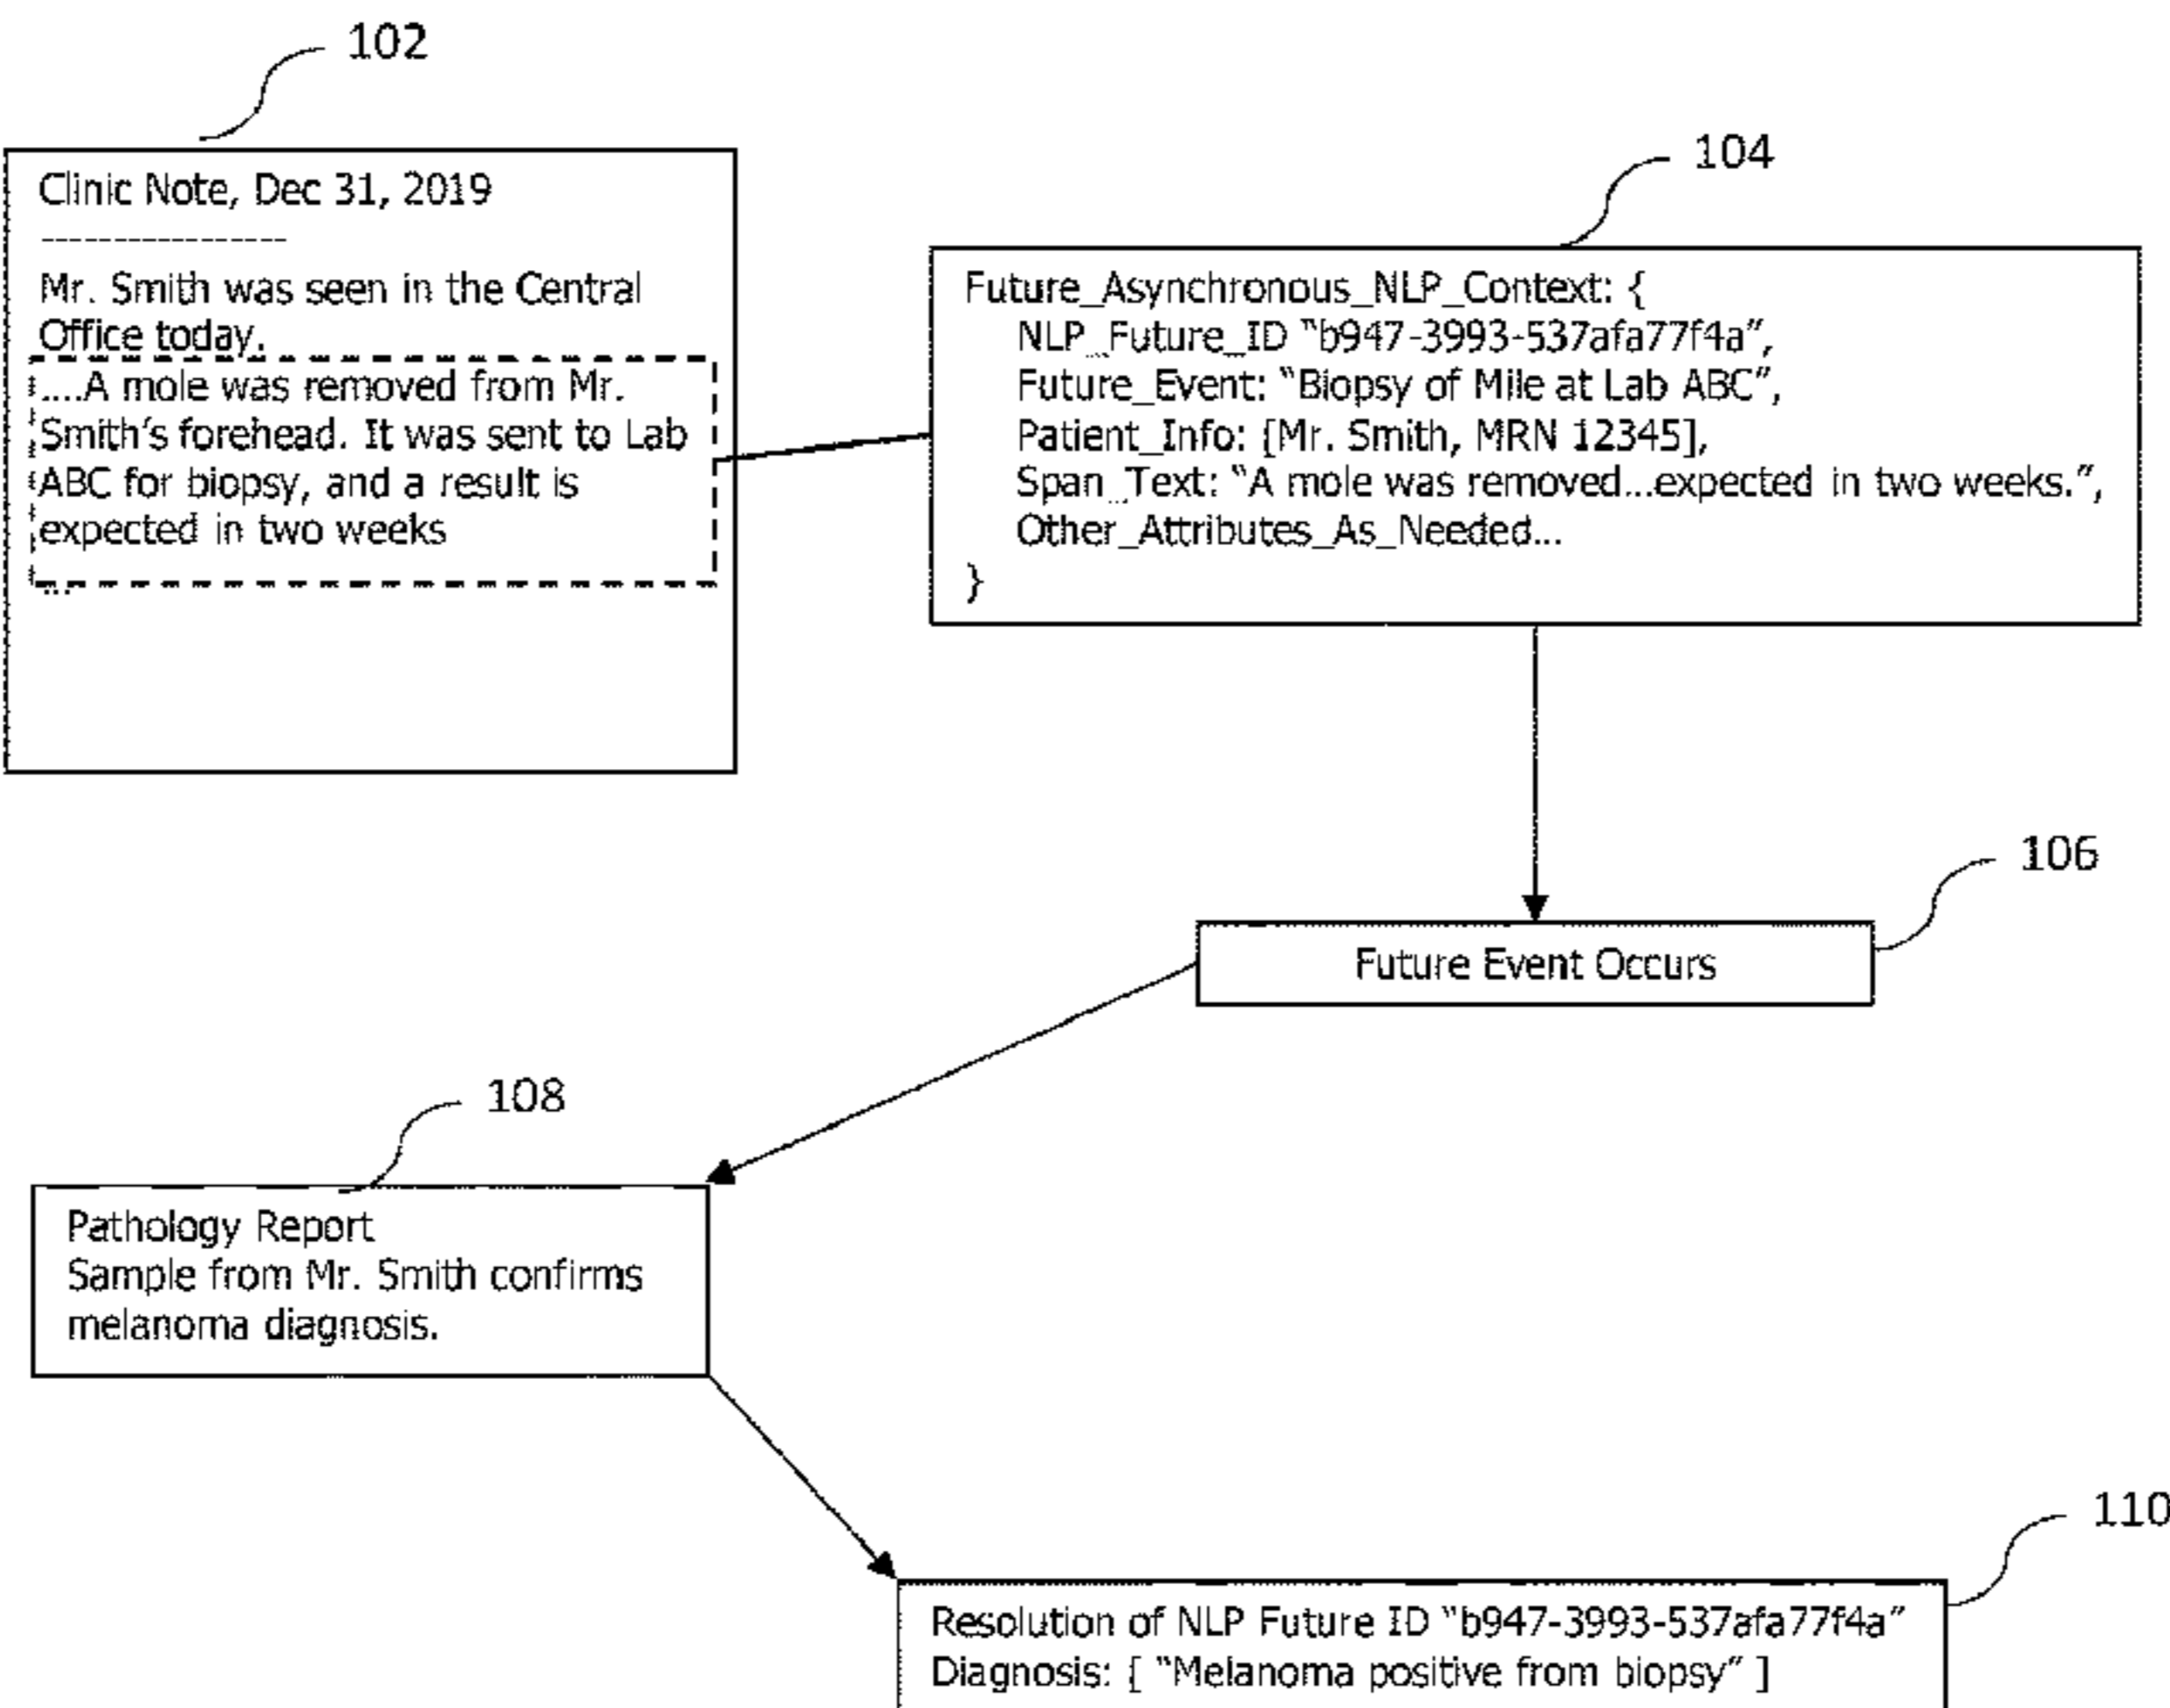 102
Clinic Note, Dec 31, 2019
-----------------
Mr. Smith was seen in the Central
Office today.
....A mole was removed from Mr.
Smith's forehead. It was sent to Lab
ABC for biopsy, and a result is
expected in two weeks
...
104
Future_Asynchronous_NLP_Context: {
NLP_Future_ID “b947-3993-537afa77f4a”,
Future_Event: “Biopsy of Mile at Lab ABC”,
Patient_Info: [Mr. Smith, MRN 12345],
Span_Text: “A mole was removed...expected in two weeks.”,
Other_Attributes_As_Needed...
}
106
Future Event Occurs
108
Pathology Report
Sample from Mr. Smith confirms
melanoma diagnosis.
110
Resolution of NLP Future ID “b947-3993-537afa77f4a”
Diagnosis: [ “Melanoma positive from biopsy” ]